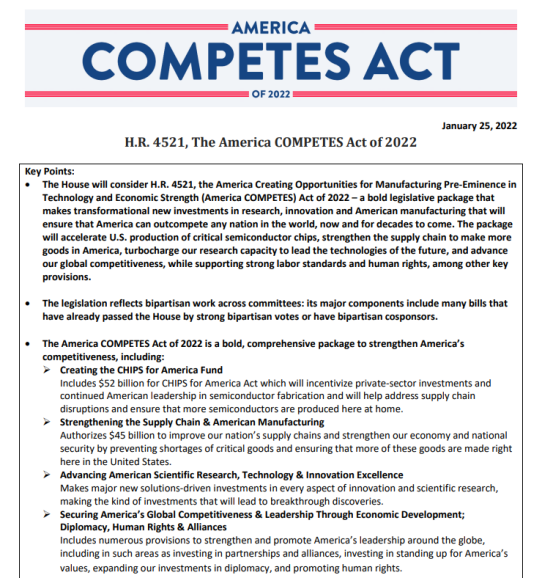 AMERICA
COMPETES ACT
OF 2022
January 25, 2022
H.R. 4521, The America COMPETES Act of 2022
Key Points:
• The House will consider H.R. 4521, the America Creating Opportunities for Manufacturing Pre-Eminence in
Technology and Economic Strength (America COMPETES) Act of 2022 – a bold legislative package that
makes transformational new investments in research, innovation and American manufacturing that will
ensure that America can outcompete any nation in the world, now and for decades to come. The package
will accelerate U.S. production of critical semiconductor chips, strengthen the supply chain to make more
goods in America, turbocharge our research capacity to lead the technologies of the future, and advance
our global competitiveness, while supporting strong labor standards and human rights, among other key
provisions.
• The legislation reflects bipartisan work across committees: its major components include many bills that
have already passed the House by strong bipartisan votes or have bipartisan cosponsors.
• The America COMPETES Act of 2022 is a bold, comprehensive package to strengthen America's
competitiveness, including:
➢ Creating the CHIPS for America Fund
Includes $52 billion for CHIPS for America Act which will incentivize private-sector investments and
continued American leadership in semiconductor fabrication and will help address supply chain
disruptions and ensure that more semiconductors are produced here at home.
➢ Strengthening the Supply Chain & American Manufacturing
Authorizes $45 billion to improve our nation's supply chains and strengthen our economy and national
security by preventing shortages of critical goods and ensuring that more of these goods are made right
here in the United States.
➢ Advancing American Scientific Research, Technology & Innovation Excellence
Makes major new solutions-driven investments in every aspect of innovation and scientific research,
making the kind of investments that will lead to breakthrough discoveries.
➢ Securing America's Global Competitiveness & Leadership Through Economic Development;
Diplomacy, Human Rights & Alliances
Includes numerous provisions to strengthen and promote America's leadership around the globe,
including in such areas as investing in partnerships and alliances, investing in standing up for America's
values, expanding our investments in diplomacy, and promoting human rights.